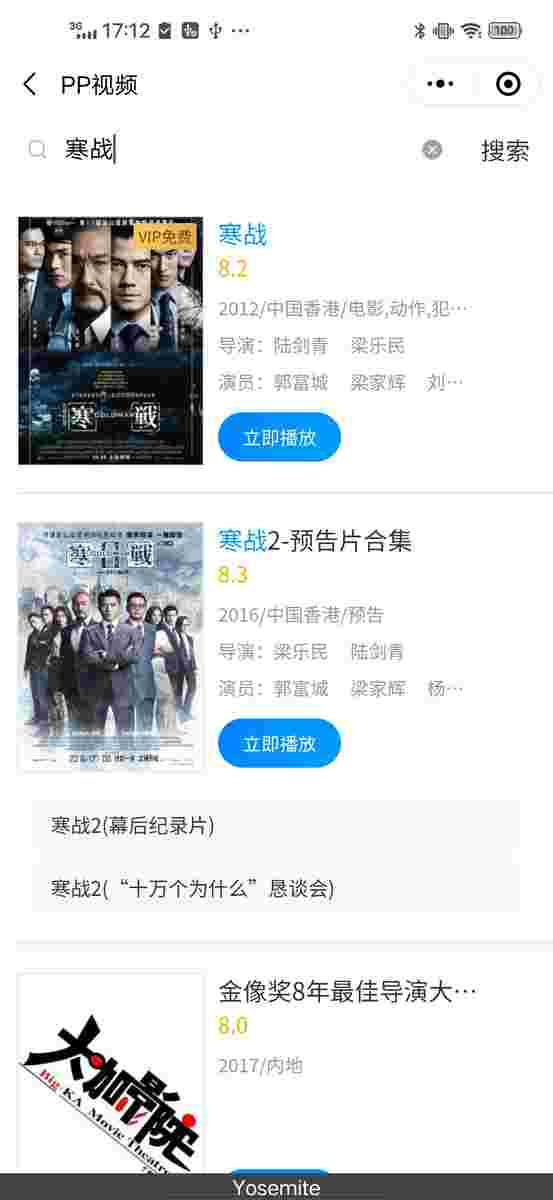 3G 17:12 100
PP视频
寒战 搜索
VIP免费
寒戰
COLDWAR
寒战
8.2
2012/中国香港/电影,动作,犯…
导演：陆剑青 梁乐民
演员：郭富城 梁家辉 刘…
立即播放
寒戰
寒战2-预告片合集
8.3
2016/中国香港/预告
导演：梁乐民 陆剑青
演员：郭富城 梁家辉 杨…
立即播放
寒战2(幕后纪录片)
寒战2(“十万个为什么”恳谈会)
大咖影院
Big KA Movie Theatre
金像奖8年最佳导演大…
8.0
2017/内地
Yosemite